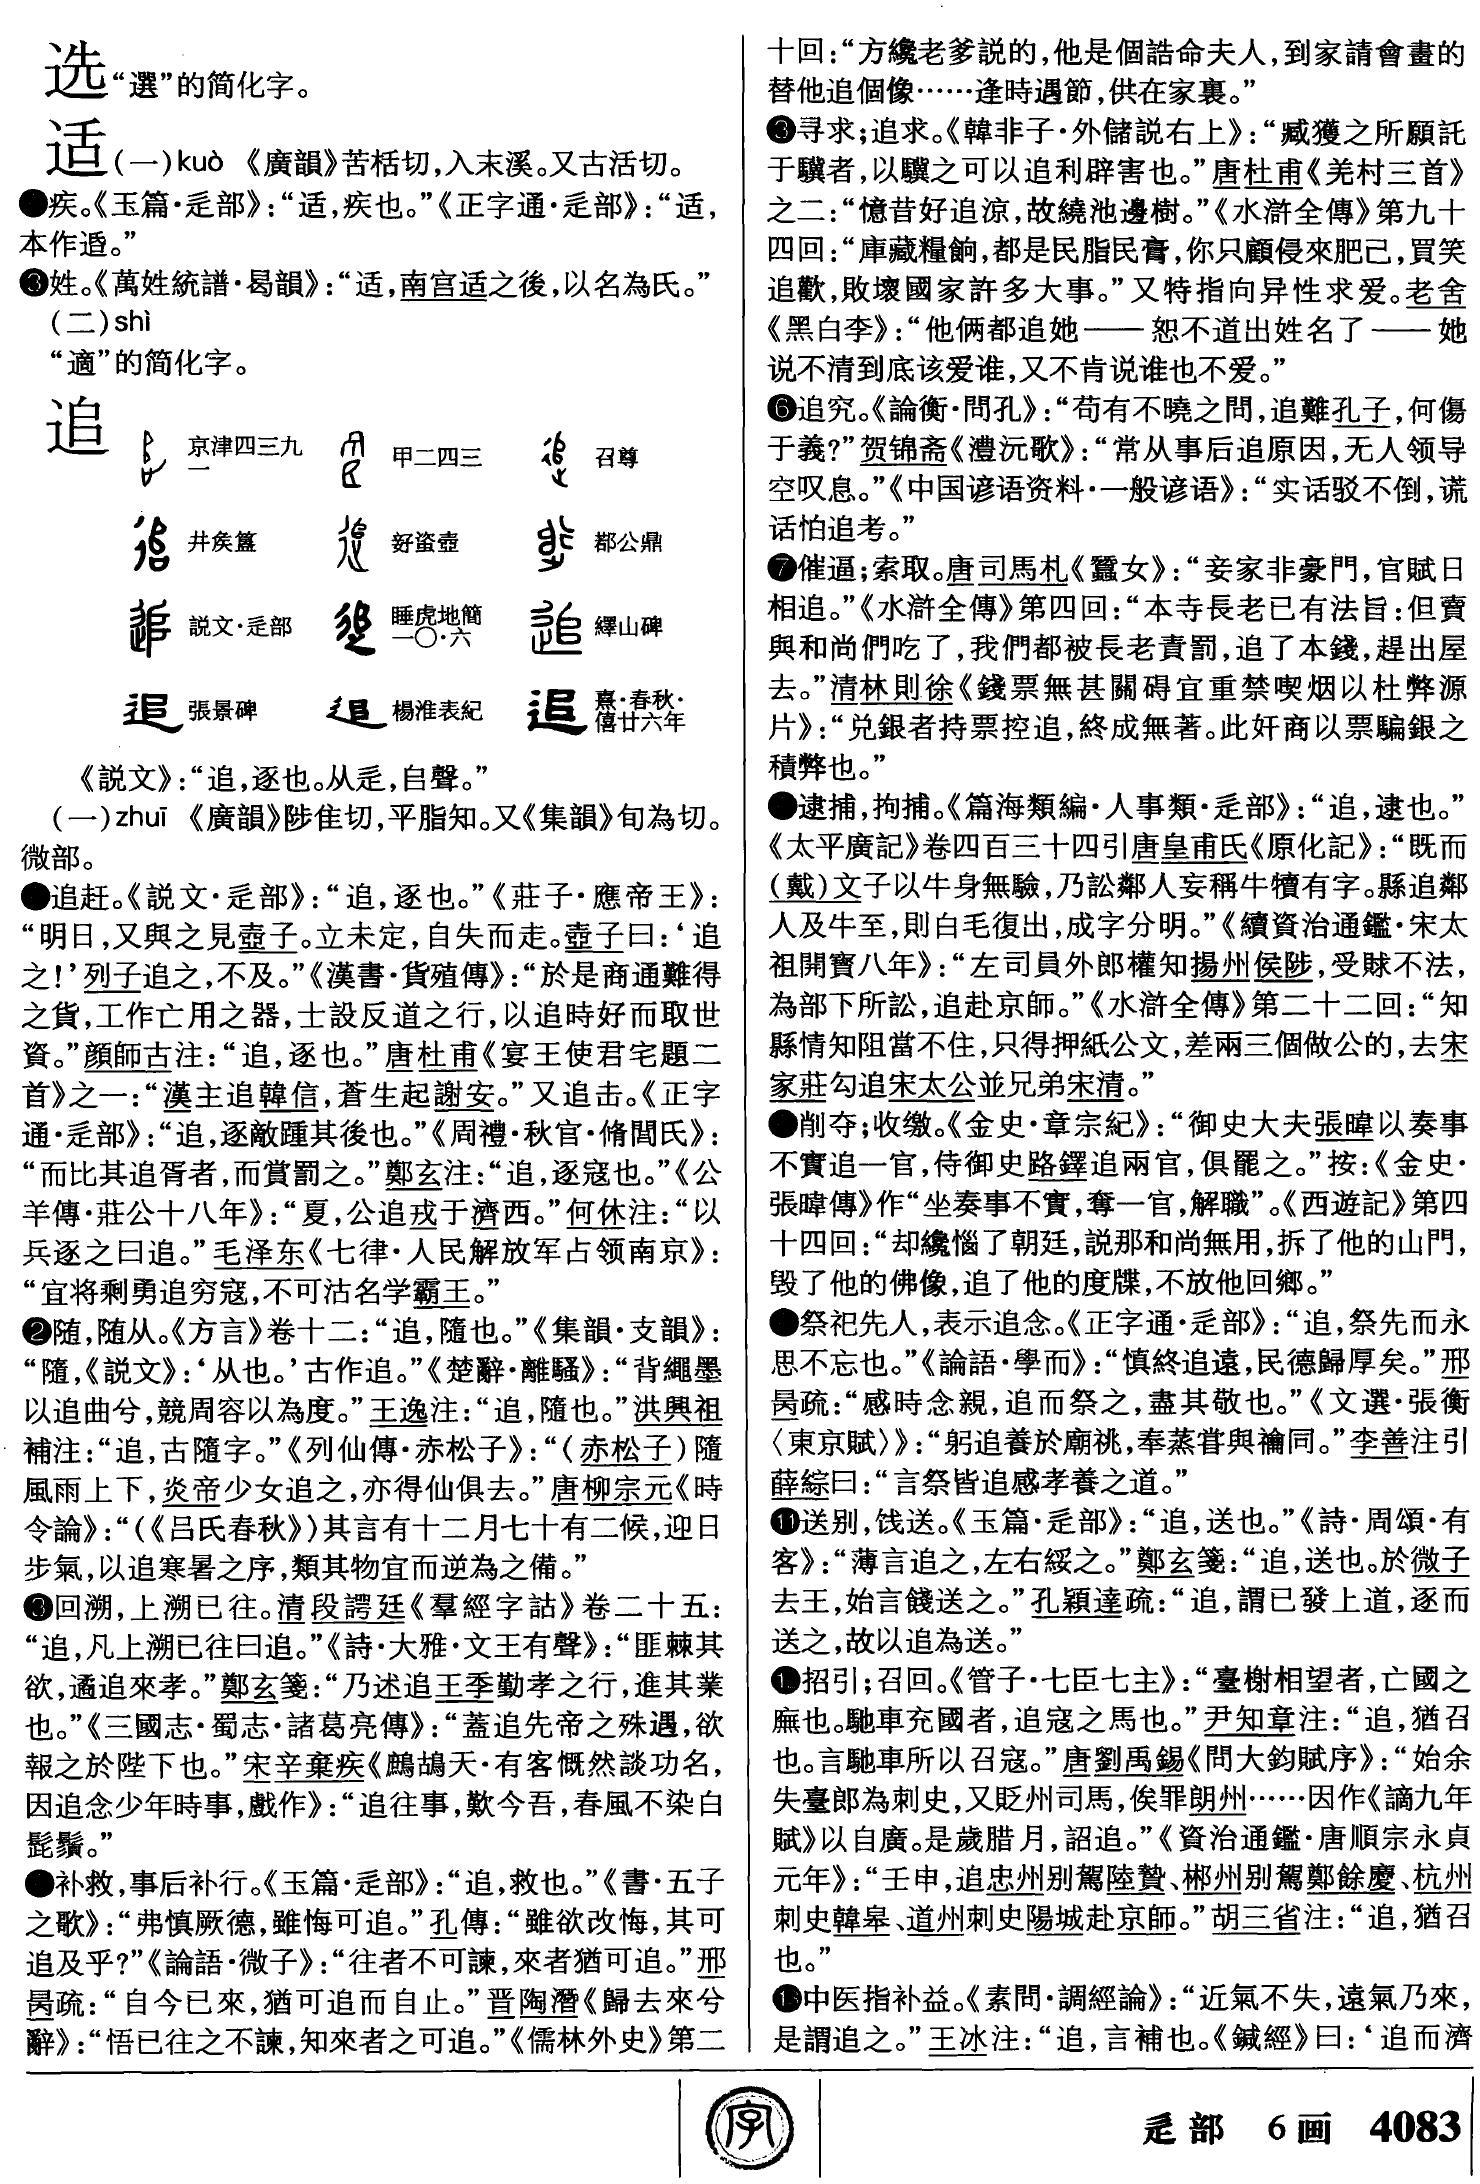 选“選”的简化字。
适(一)kuò 《廣韻》苦栝切,入末溪。又古活切。
疾。《玉篇·辵部》:“适,疾也。”《正字通·辵部》:“适,
本作𨓈。”
姓。《萬姓統譜·曷韻》:“适,南宫适之後,以名為氏。”
(二)shì
“適”的简化字。
追
京津四三九一 甲二四三 召尊
井矦簋 𡚱盗壺 郡公鼎
説文·辵部 睡虎地簡一〇·六 繹山碑
張景碑 楊淮表紀 熹·春秋·僖廿六年
《説文》:“追,逐也。从辵,𠂤聲。”
(一)zhuī 《廣韻》陟隹切,平脂知。又《集韻》旬為切。
微部。
追赶。《説文·辵部》:“追,逐也。”《莊子·應帝王》:
“明日,又與之見壺子。立未定,自失而走。壺子曰:‘追
之!’列子追之,不及。”《漢書·貨殖傳》:“於是商通難得
之貨,工作亡用之器,士設反道之行,以追時好而取世
資。”顔師古注:“追,逐也。”唐杜甫《宴王使君宅題二
首》之一:“漢主追韓信,蒼生起謝安。”又追击。《正字
通·辵部》:“追,逐敵踵其後也。”《周禮·秋官·脩閭氏》:
“而比其追胥者,而賞罰之。”鄭玄注:“追,逐寇也。”《公
羊傳·莊公十八年》:“夏,公追戎于濟西。”何休注:“以
兵逐之曰追。”毛泽东《七律·人民解放军占领南京》:
“宜将剩勇追穷寇,不可沽名学霸王。”
❷随,随从。《方言》卷十二:“追,隨也。”《集韻·支韻》:
“隨,《説文》:‘从也。’古作追。”《楚辭·離騷》:“背繩墨
以追曲兮,競周容以為度。”王逸注:“追,隨也。”洪興祖
補注:“追,古隨字。”《列仙傳·赤松子》:“(赤松子)隨
風雨上下,炎帝少女追之,亦得仙俱去。”唐柳宗元《時
令論》:“(《吕氏春秋》)其言有十二月七十有二候,迎日
步氣,以追寒暑之序,類其物宜而逆為之備。”
❸回溯,上溯已往。清段諤廷《羣經字詁》卷二十五:
“追,凡上溯已往曰追。”《詩·大雅·文王有聲》:“匪棘其
欲,遹追來孝。”鄭玄箋:“乃述追王季勤孝之行,進其業
也。”《三國志·蜀志·諸葛亮傳》:“蓋追先帝之殊遇,欲
報之於陛下也。”宋辛棄疾《鷓鴣天·有客慨然談功名,
因追念少年時事,戲作》:“追往事,歎今吾,春風不染白
髭鬚。”
补救,事后补行。《玉篇·辵部》:“追,救也。”《書·五子
之歌》:“弗慎厥德,雖悔可追。”孔傳:“雖欲改悔,其可
追及乎?”《論語·微子》:“往者不可諫,來者猶可追。”邢
昺疏:“自今已來,猶可追而自止。”晋陶潛《歸去來兮
辭》:“悟已往之不諫,知來者之可追。”《儒林外史》第二
十回:“方纔老爹説的,他是個誥命夫人,到家請會畫的
替他追個像……逢時遇節,供在家裏。”
寻求;追求。《韓非子·外儲説右上》:“臧獲之所願託
于驥者,以驥之可以追利辟害也。”唐杜甫《羌村三首》
之二:“憶昔好追涼,故繞池邊樹。”《水滸全傳》第九十
四回:“庫藏糧餉,都是民脂民膏,你只顧侵來肥己,買笑
追歡,敗壞國家許多大事。”又特指向异性求爱。老舍
《黑白李》:“他俩都追她——恕不道出姓名了——她
说不清到底该爱谁,又不肯说谁也不爱。”
❻追究。《論衡·問孔》:“苟有不曉之問,追難孔子,何傷
于義?”贺锦斋《澧沅歌》:“常从事后追原因,无人领导
空叹息。”《中国谚语资料·一般谚语》:“实话驳不倒,谎
话怕追考。”
❼催逼;索取。唐司馬札《蠶女》:“妾家非豪門,官賦日
相追。”《水滸全傳》第四回:“本寺長老已有法旨:但賣
與和尚們吃了,我們都被長老責罰,追了本錢,趕出屋
去。”清林則徐《錢票無甚關碍宜重禁喫烟以杜弊源
片》:“兑銀者持票控追,終成無著。此奸商以票騙銀之
積弊也。”
逮捕,拘捕。《篇海類編·人事類·辵部》:“追,逮也。”
《太平廣記》卷四百三十四引唐皇甫氏《原化記》:“既而
(戴)文子以牛身無驗,乃訟鄰人妄稱牛犢有字。縣追鄰
人及牛至,則白毛復出,成字分明。”《續資治通鑑·宋太
祖開寶八年》:“左司員外郎權知揚州侯陟,受賕不法,
為部下所訟,追赴京師。”《水滸全傳》第二十二回:“知
縣情知阻當不住,只得押紙公文,差兩三個做公的,去宋
家莊勾追宋太公並兄弟宋清。”
削夺;收缴。《金史·章宗紀》:“御史大夫張暐以奏事
不實追一官,侍御史路鐸追兩官,俱罷之。”按:《金史·
張暐傳》作“坐奏事不實,奪一官,解職”。《西遊記》第四
十四回:“却纔惱了朝廷,説那和尚無用,拆了他的山門,
毁了他的佛像,追了他的度牒,不放他回鄉。”
祭祀先人,表示追念。《正字通·辵部》:“追,祭先而永
思不忘也。”《論語·學而》:“慎終追遠,民德歸厚矣。”邢
昺疏:“感時念親,追而祭之,盡其敬也。”《文選·張衡
〈東京賦〉》:“躬追養於廟祧,奉蒸甞與禴同。”李善注引
薛綜曰:“言祭皆追感孝養之道。”
⓫送别,饯送。《玉篇·辵部》:“追,送也。”《詩·周頌·有
客》:“薄言追之,左右綏之。”鄭玄箋:“追,送也。於微子
去王,始言餞送之。”孔穎達疏:“追,謂已發上道,逐而
送之,故以追為送。”
招引;召回。《管子·七臣七主》:“臺榭相望者,亡國之
廡也。馳車充國者,追寇之馬也。”尹知章注:“追,猶召
也。言馳車所以召寇。”唐劉禹錫《問大鈞賦序》:“始余
失臺郎為刺史,又貶州司馬,俟罪朗州……因作《謫九年
賦》以自廣。是歲腊月,詔追。”《資治通鑑·唐順宗永貞
元年》:“壬申,追忠州别駕陸贄、郴州别駕鄭餘慶、杭州
刺史韓皋、道州刺史陽城赴京師。”胡三省注:“追,猶召
也。”
中医指补益。《素問·調經論》:“近氣不失,遠氣乃來,
是謂追之。”王冰注:“追,言補也。《鍼經》曰:‘追而濟
字
辵部 6画 4083